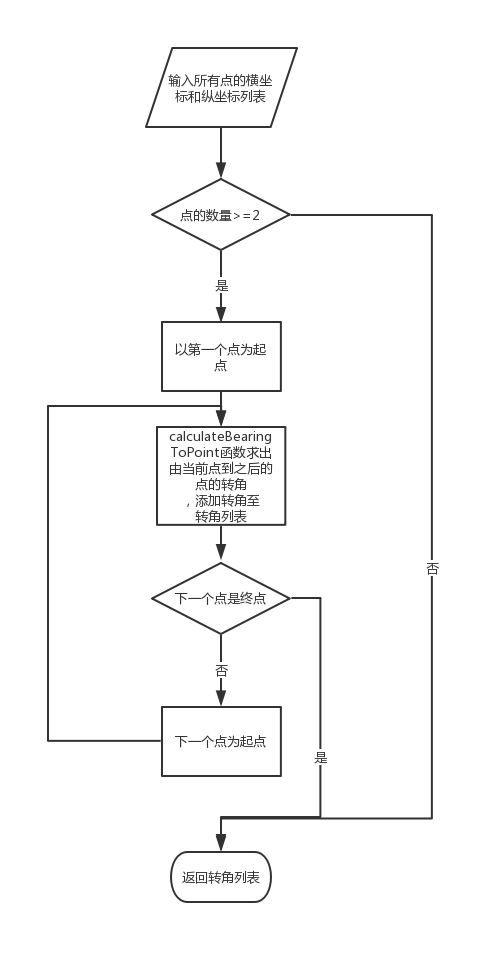 输入所有点的横坐
标和纵坐标列表
点的数量>=2
是
以第一个点为起
点
calculateBearing
ToPoint函数求出
由当前点到之后的
点的转角
，添加转角至
转角列表
否
下一个点是终点
否
下一个点为起点
是
返回转角列表